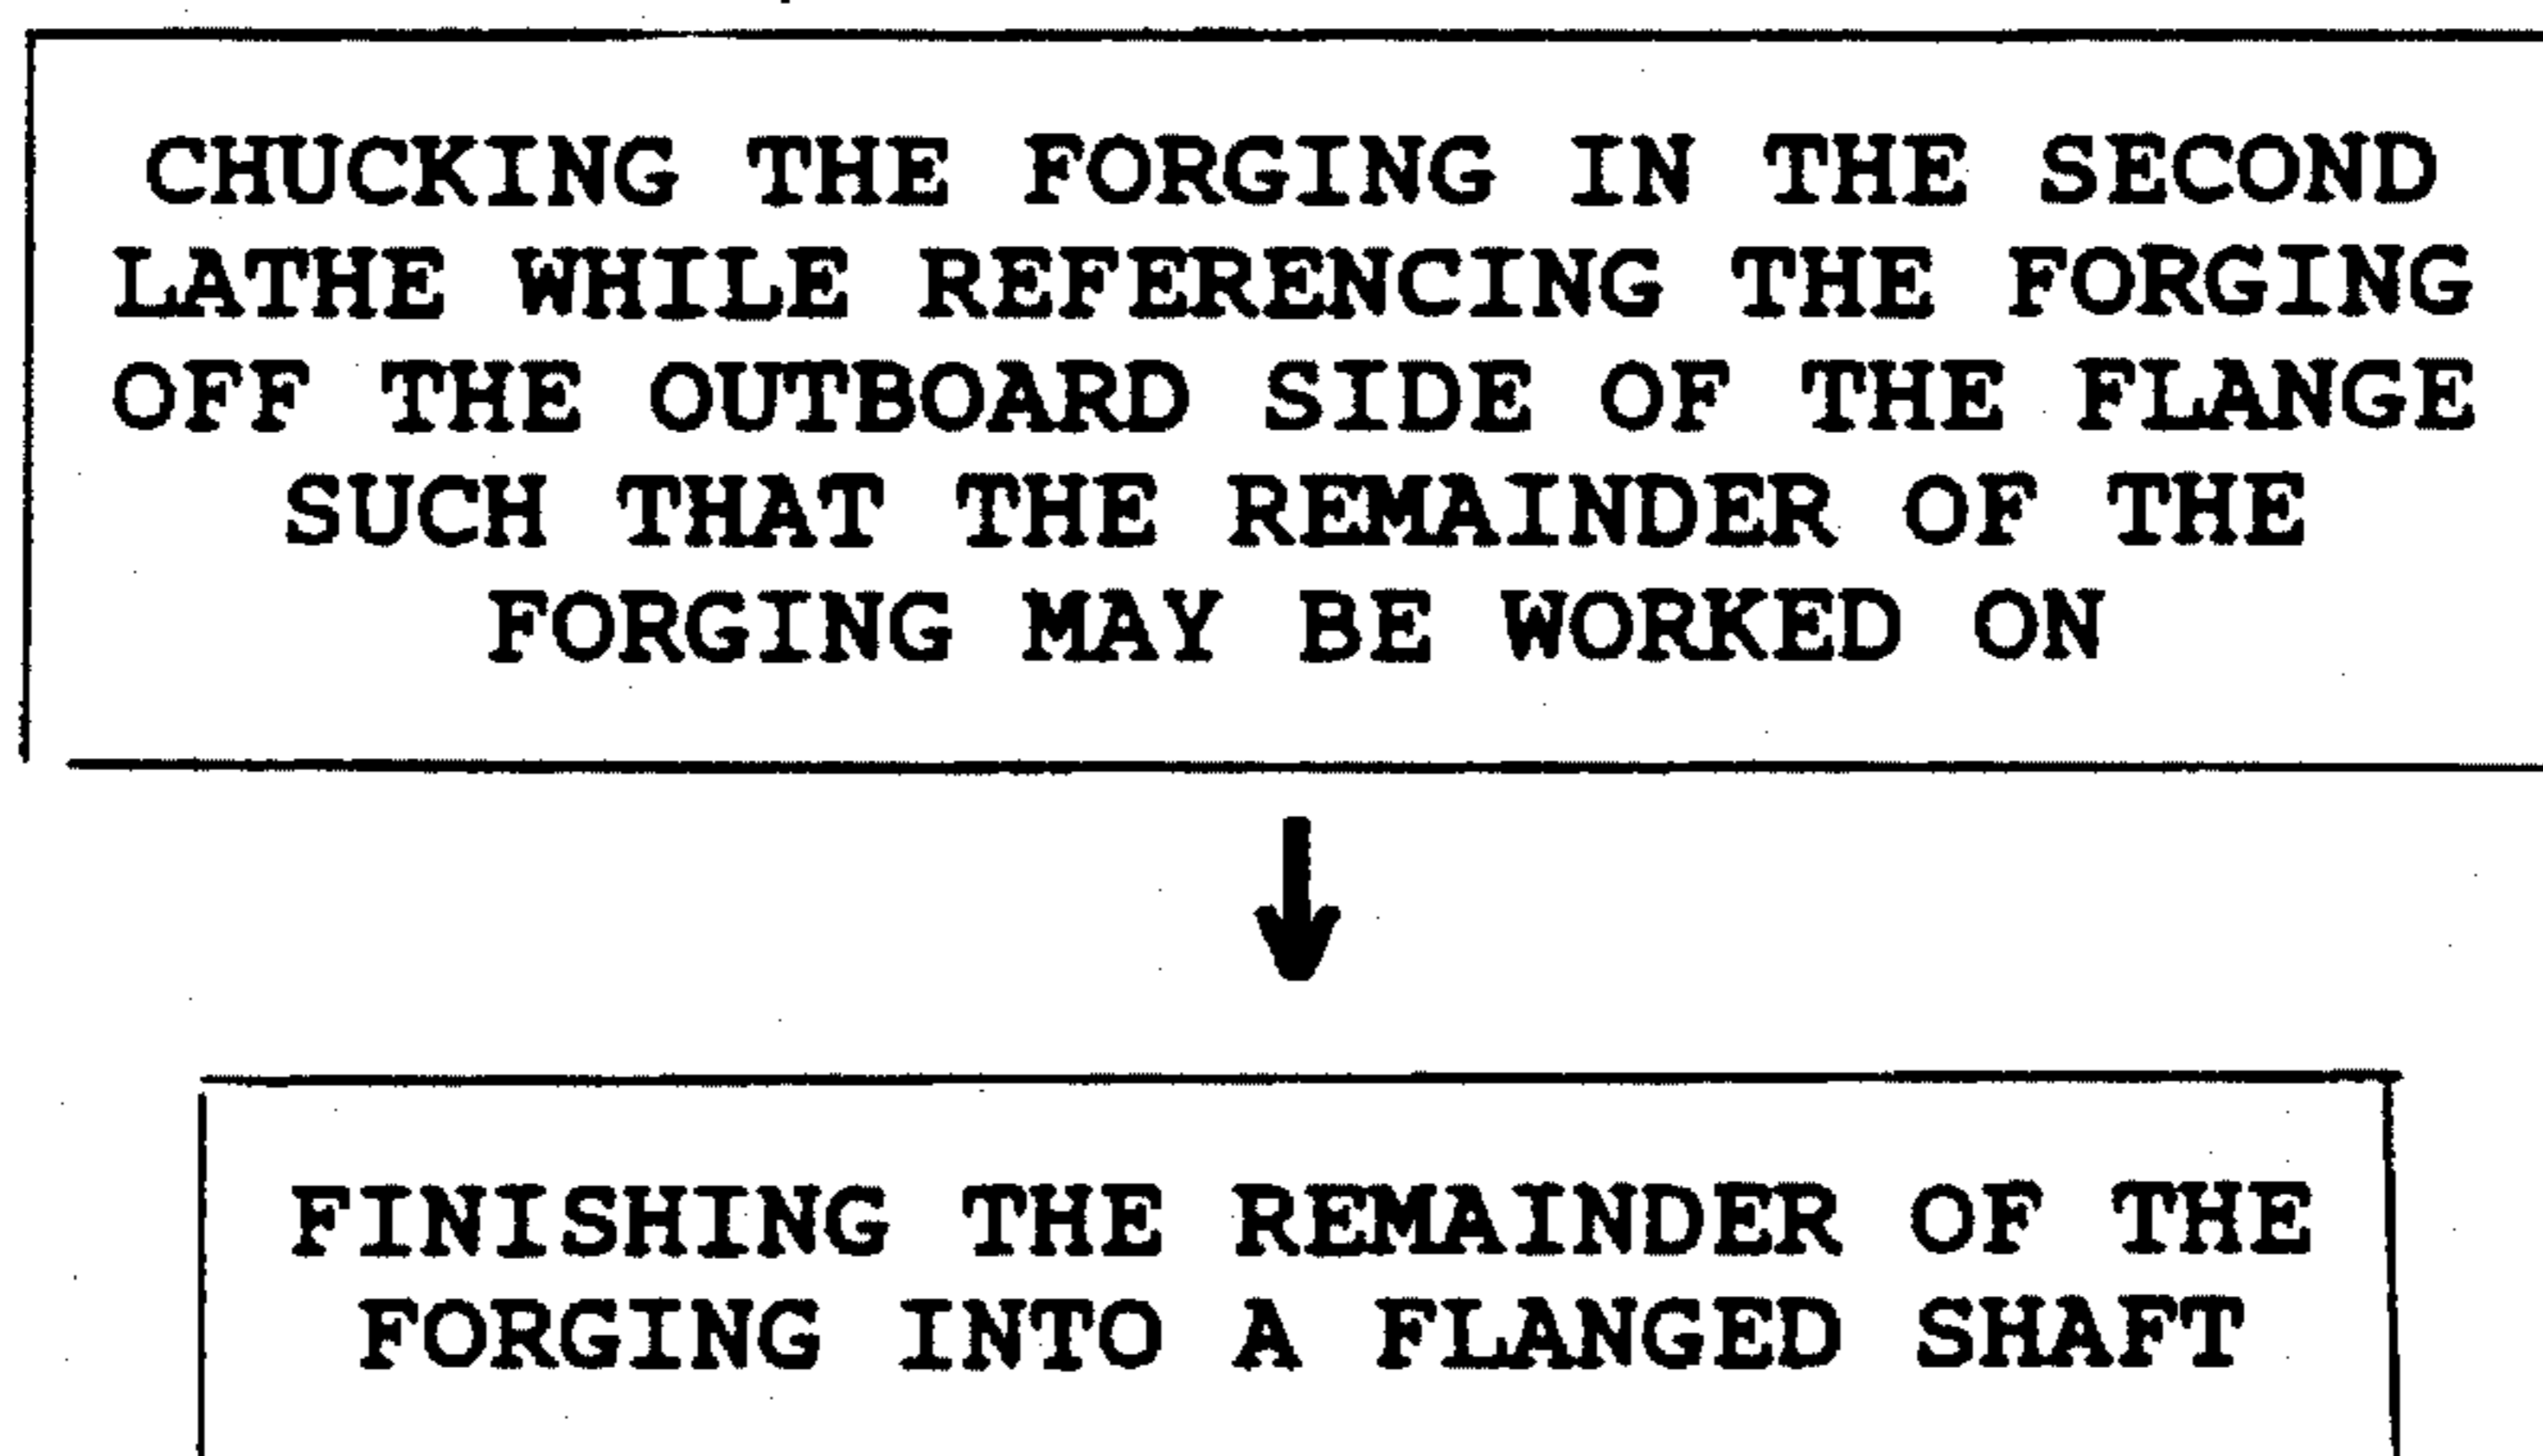 CHUCKING THE FORGING IN THE SECOND
LATHE WHILE REFERENCING THE FORGING
OFF THE OUTBOARD SIDE OF THE FLANGE
SUCH THAT THE REMAINDER OF THE
FORGING MAY BE WORKED ON
FINISHING THE REMAINDER OF THE
FORGING INTO A FLANGED SHAFT